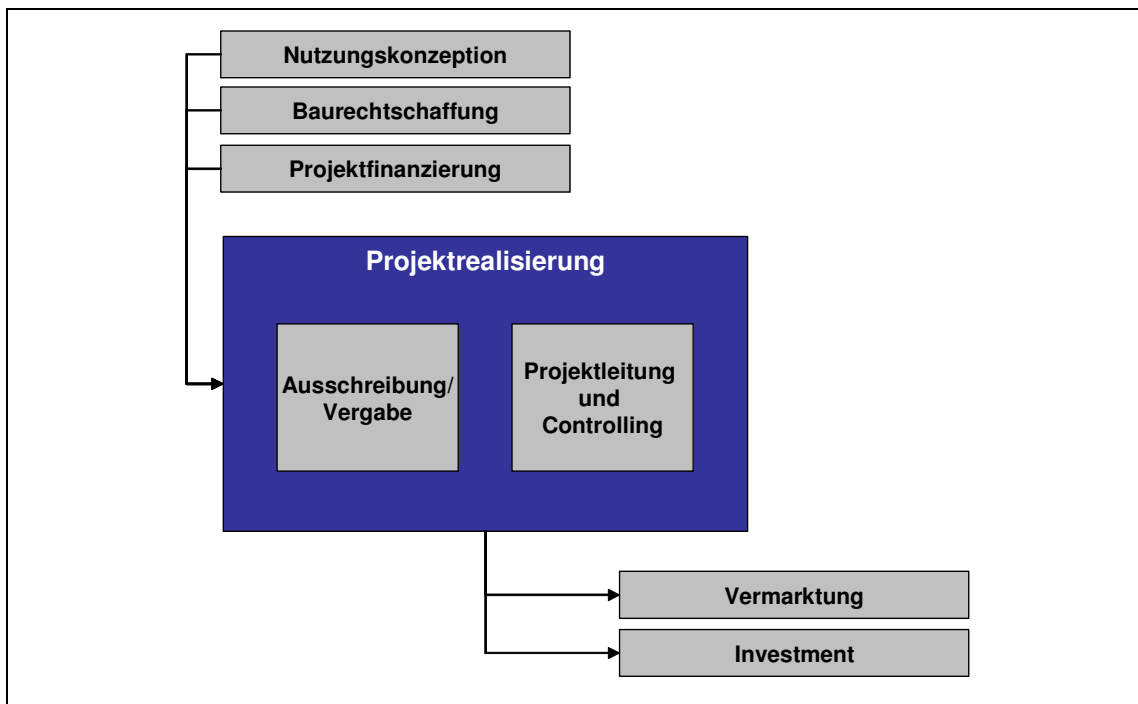 Nutzungskonzeption
Baurechtschaffung
Projektfinanzierung
Projektrealisierung
Ausschreibung/
Vergabe
Projektleitung
und
Controlling
Vermarktung
Investment